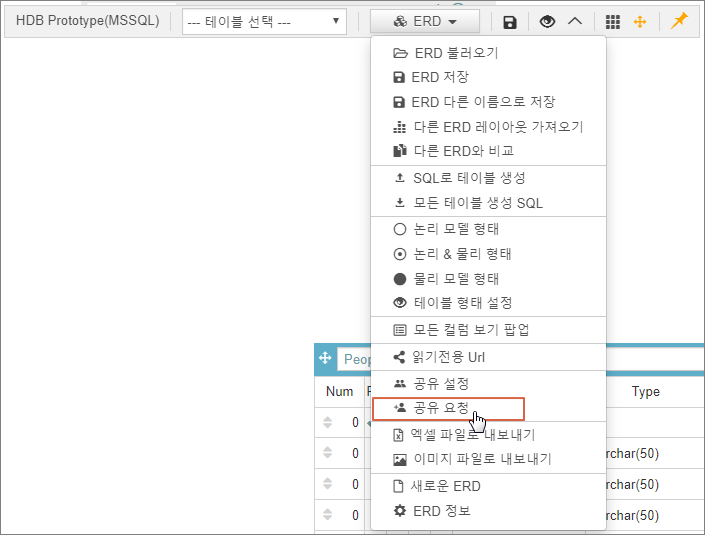 HDB Prototype(MSSQL)
--- 테이블 선택 ---
ERD
ERD 불러오기
ERD 저장
ERD 다른 이름으로 저장
다른 ERD 레이아웃 가져오기
다른 ERD와 비교
SQL로 테이블 생성
모든 테이블 생성 SQL
논리 모델 형태
논리 & 물리 형태
물리 모델 형태
테이블 형태 설정
모든 컬럼 보기 팝업
읽기전용 Url
공유 설정
공유 요청
엑셀 파일로 내보내기
이미지 파일로 내보내기
새로운 ERD
ERD 정보
Peop
Num Type
0
0 rchar(50)
0 rchar(50)
0 rchar(50)
0 rchar(50)